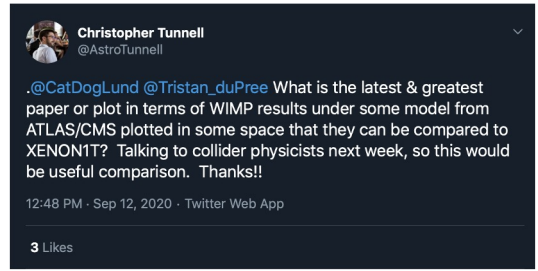 Christopher Tunnell
@AstroTunnell
.@CatDogLund @Tristan_duPree What is the latest & greatest
paper or plot in terms of WIMP results under some model from
ATLAS/CMS plotted in some space that they can be compared to
XENON1T?  Talking to collider physicists next week, so this would
be useful comparison.  Thanks!!
12:48 PM · Sep 12, 2020 · Twitter Web App
3 Likes